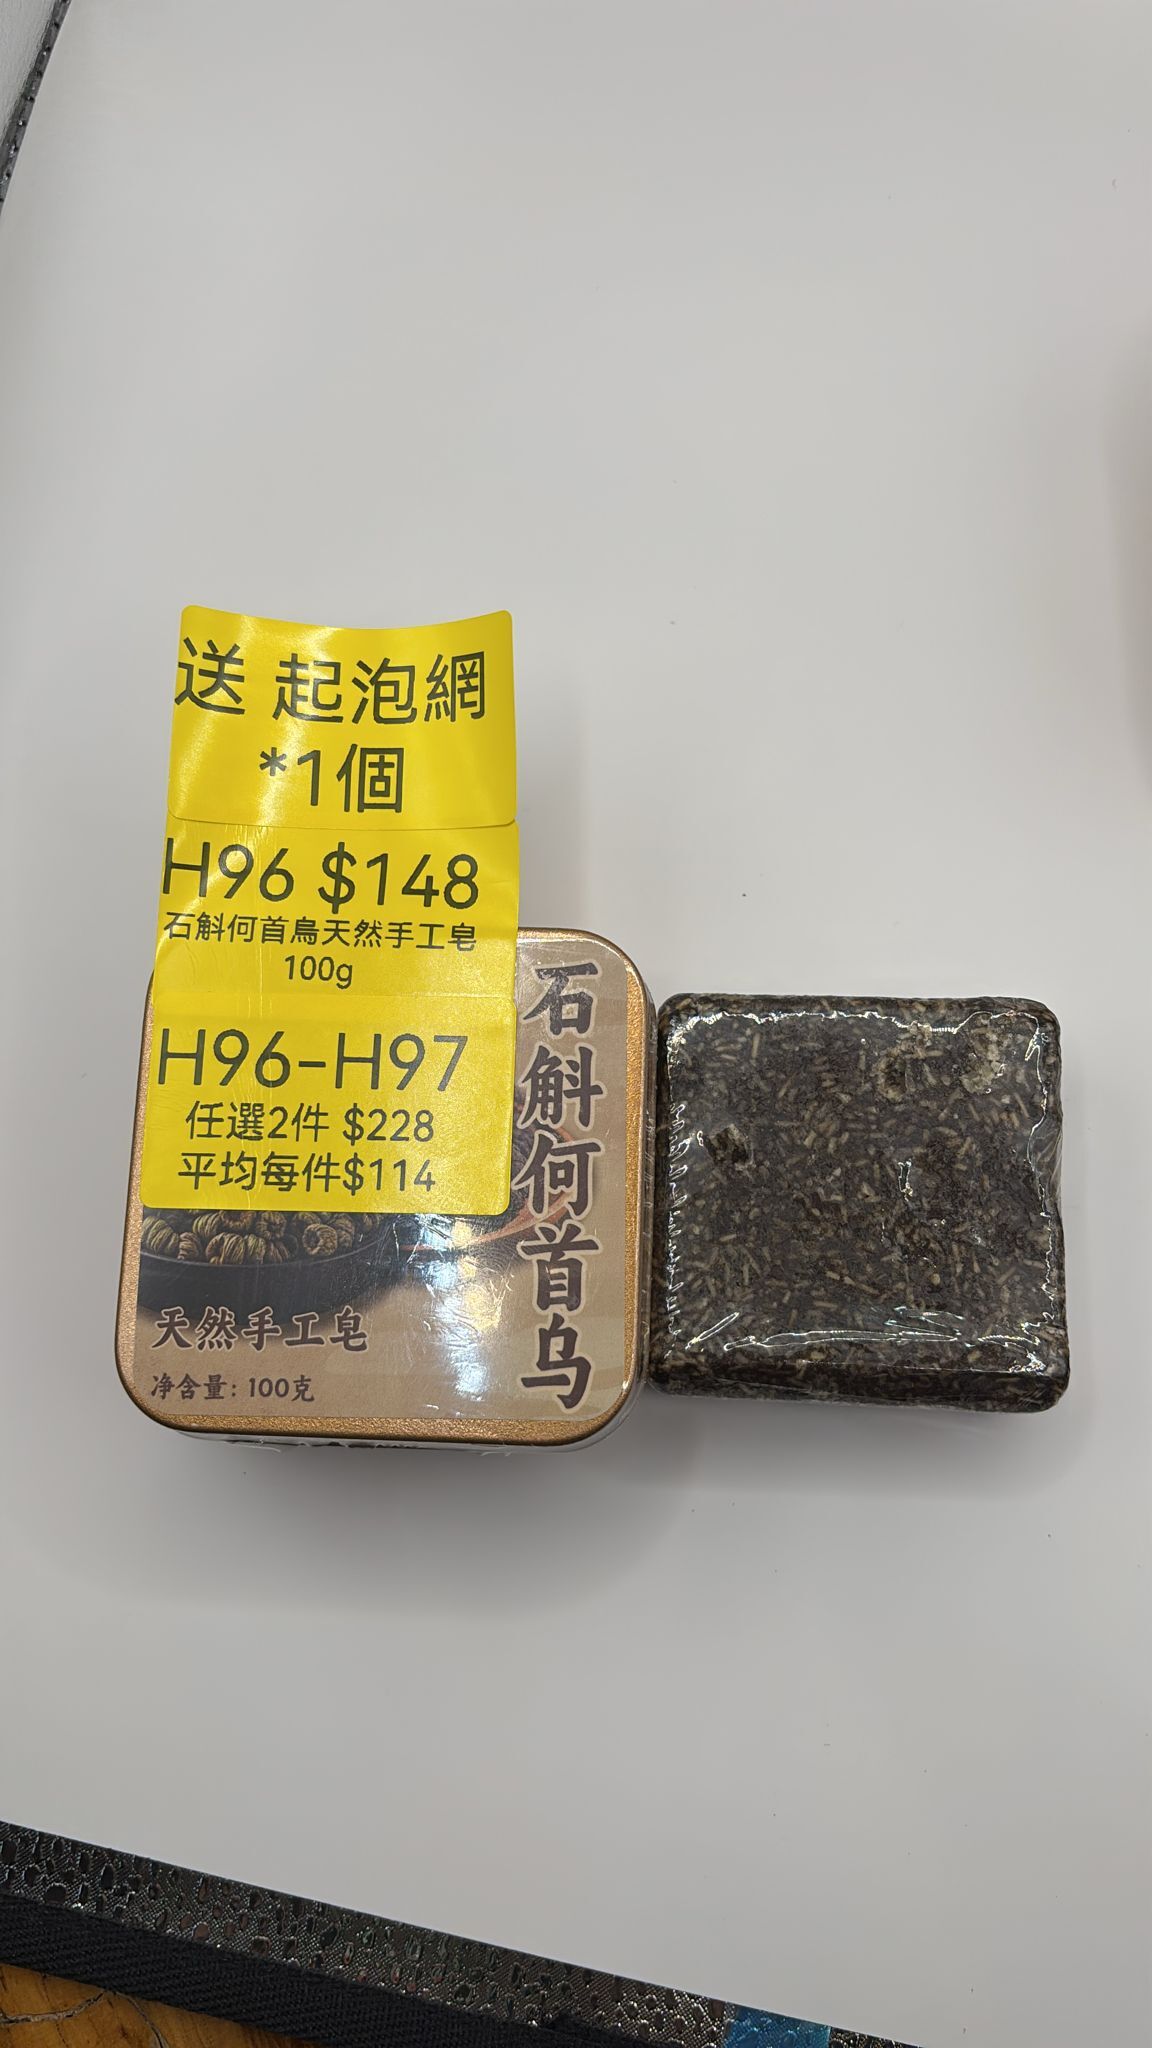 送 起泡網
*1個
H96 $148
石斛何首烏天然手工皂
100g
H96-H97
任選2件 $228
平均每件$114
石斛何首乌
天然手工皂
净含量: 100克